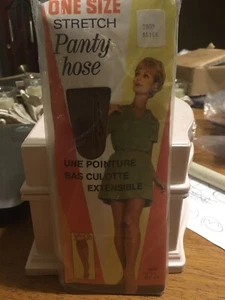 ONE SIZE
STRETCH
Panty
hose
UNE POINTURE
BAS CULOTTE
EXTENSIBLE